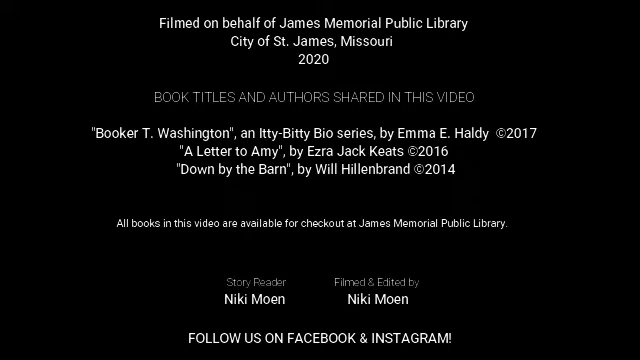 Filmed on behalf of James Memorial Public Library
City of St. James, Missouri
2020
BOOK TITLES AND AUTHORS SHARED IN THIS VIDEO
"Booker T. Washington", an Itty-Bitty Bio series, by Emma E. Haldy ©2017
"A Letter to Amy", by Ezra Jack Keats ©2016
"Down by the Barn", by Will Hillenbrand ©2014
All books in this video are available for checkout at James Memorial Public Library.
Story Reader
Niki Moen
Filmed & Edited by
Niki Moen
FOLLOW US ON FACEBOOK & INSTAGRAM!